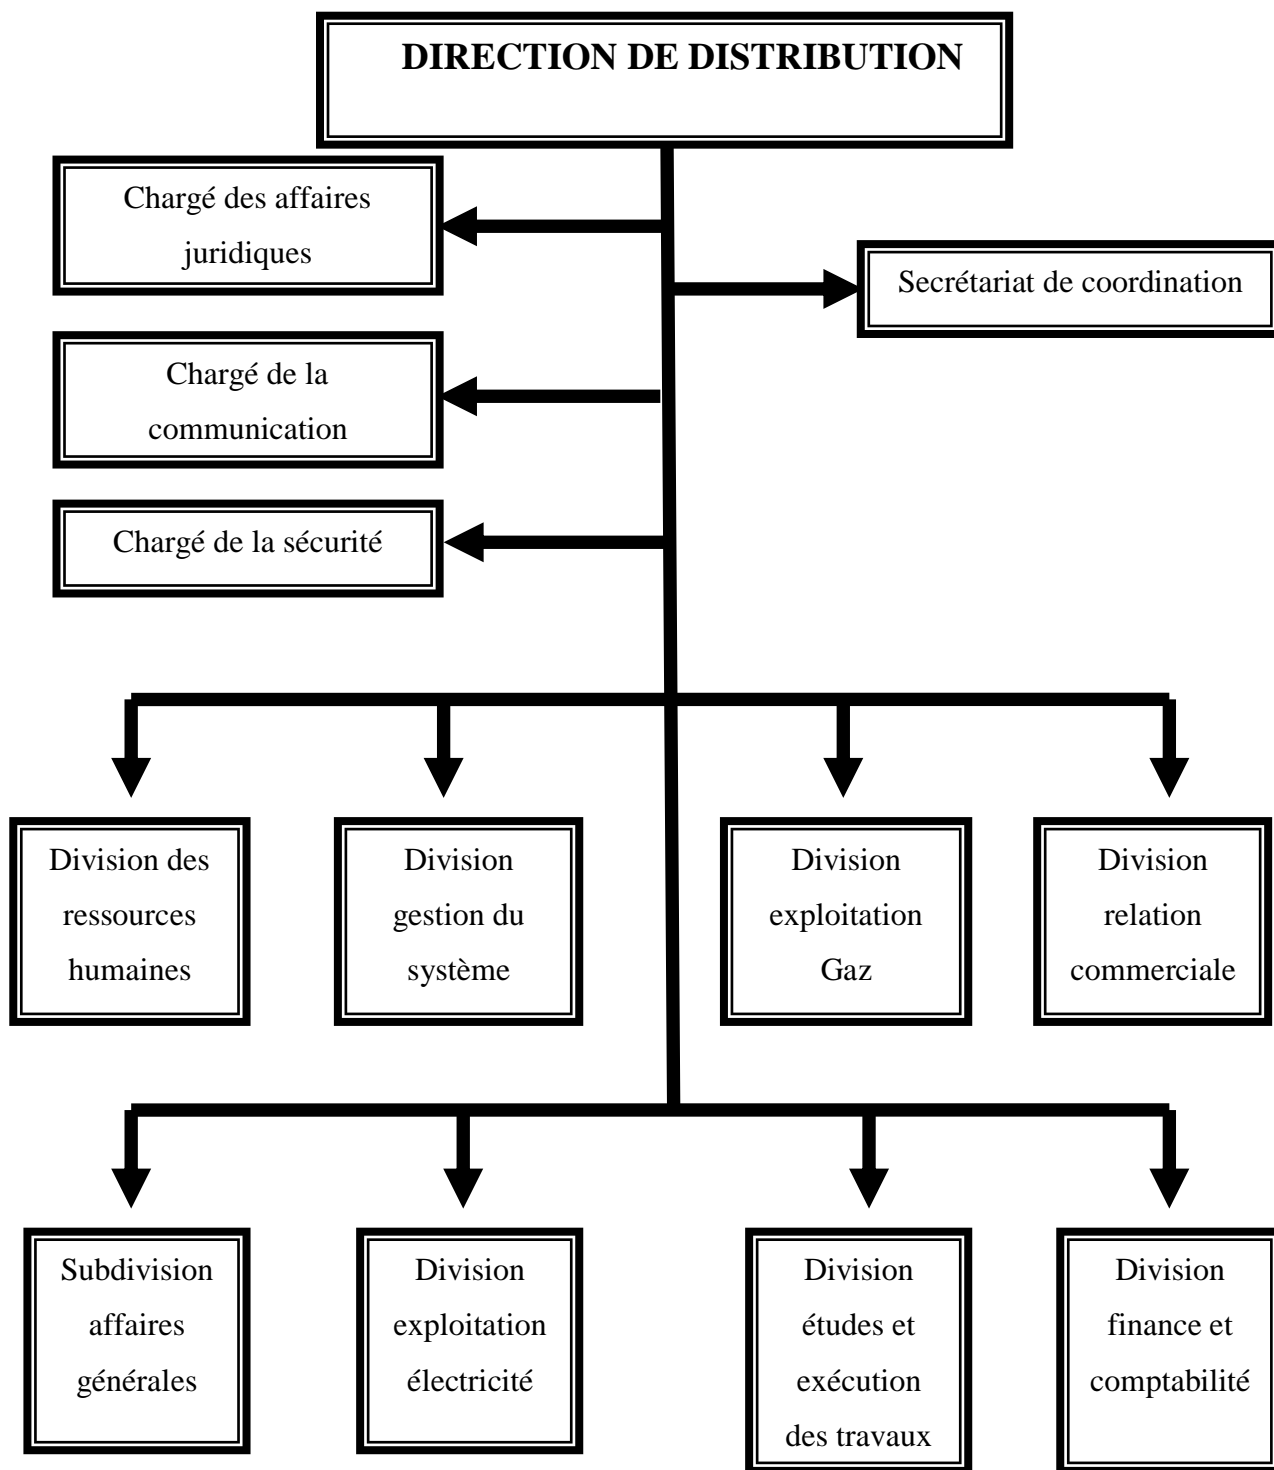 DIRECTION DE DISTRIBUTION
Chargé des affaires
juridiques
Secrétariat de coordination
Chargé de la
communication
Chargé de la sécurité
Division des
ressources
humaines
Division
gestion du
système
Division
exploitation
Gaz
Division
relation
commerciale
Subdivision
affaires
générales
Division
exploitation
électricité
Division
études et
exécution
des travaux
Division
finance et
comptabilité